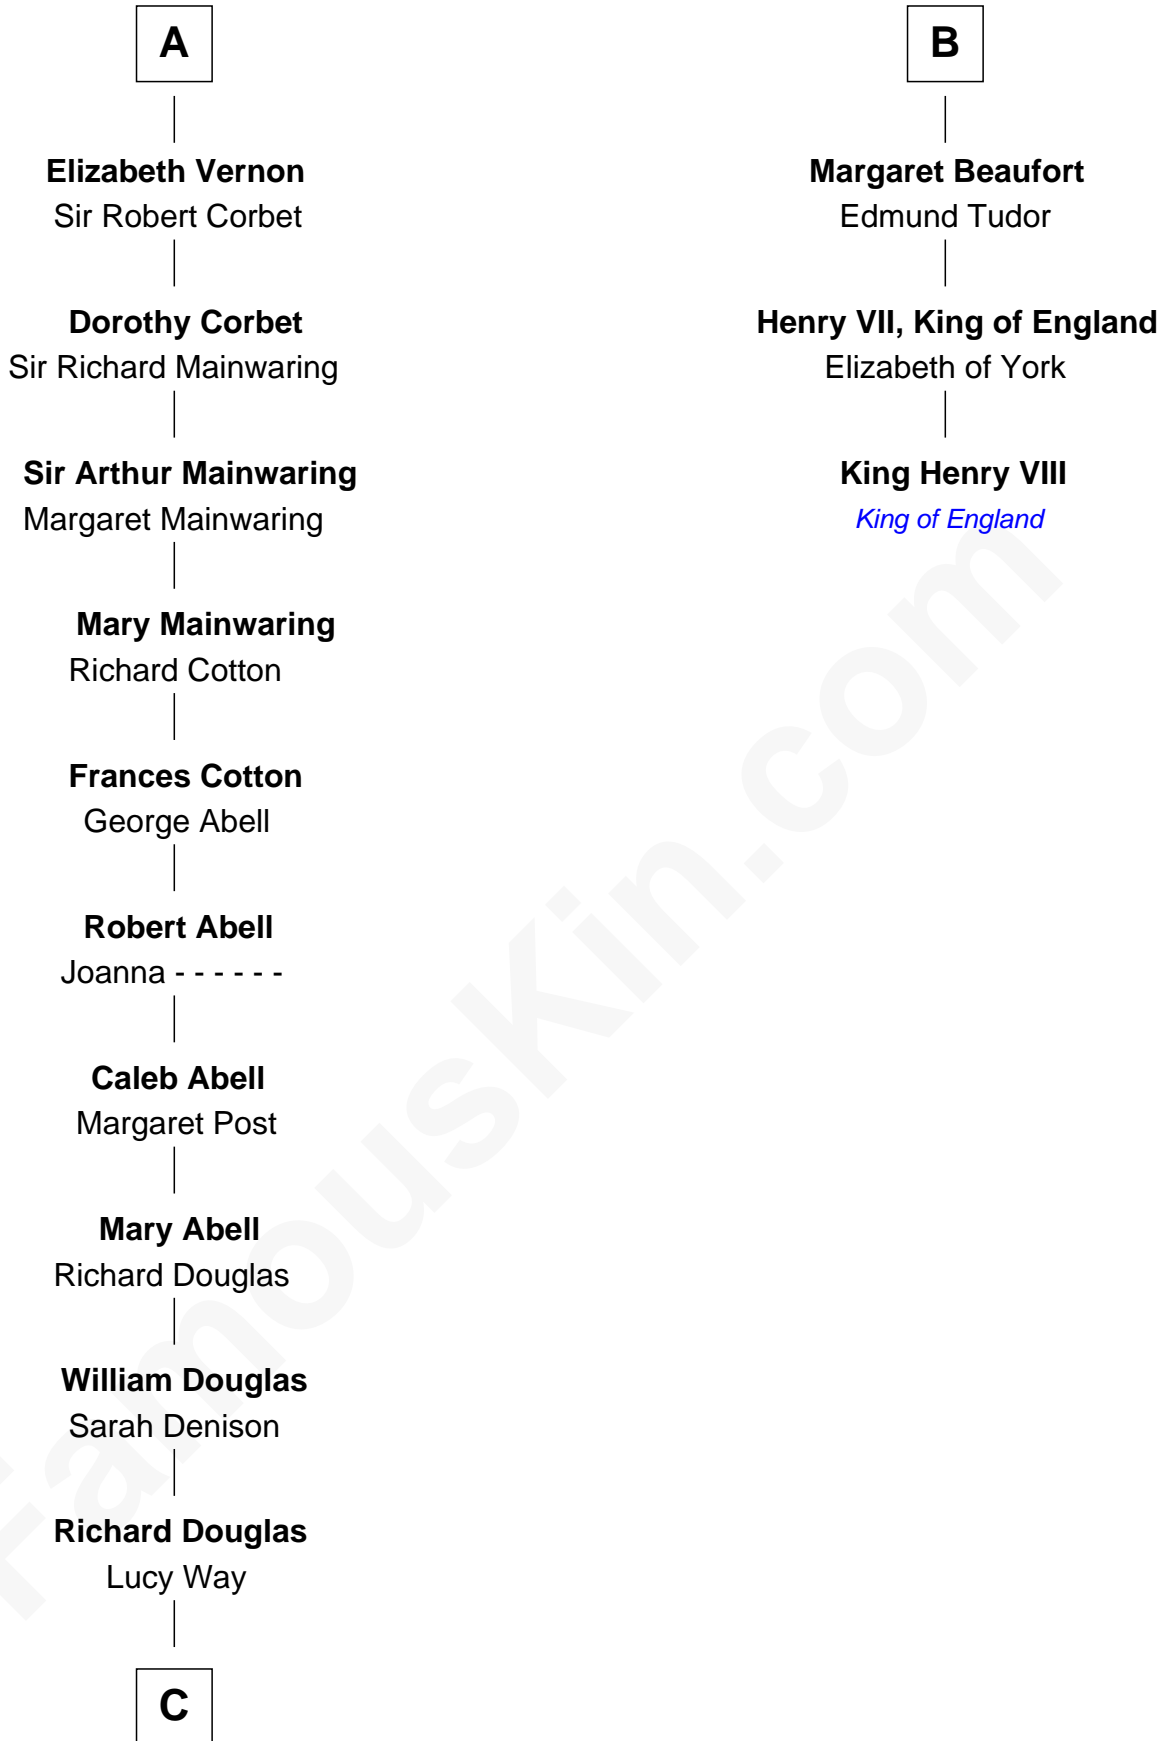 A
Elizabeth Vernon
Sir Robert Corbet
Dorothy Corbet
Sir Richard Mainwaring
Sir Arthur Mainwaring
Margaret Mainwaring
Mary Mainwaring
Richard Cotton
Frances Cotton
George Abell
Robert Abell
Joanna - - - - - -
Caleb Abell
Margaret Post
Mary Abell
Richard Douglas
William Douglas
Sarah Denison
Richard Douglas
Lucy Way
C
B
Margaret Beaufort
Edmund Tudor
Henry VII, King of England
Elizabeth of York
King Henry VIII
King of England
FamousKin.com